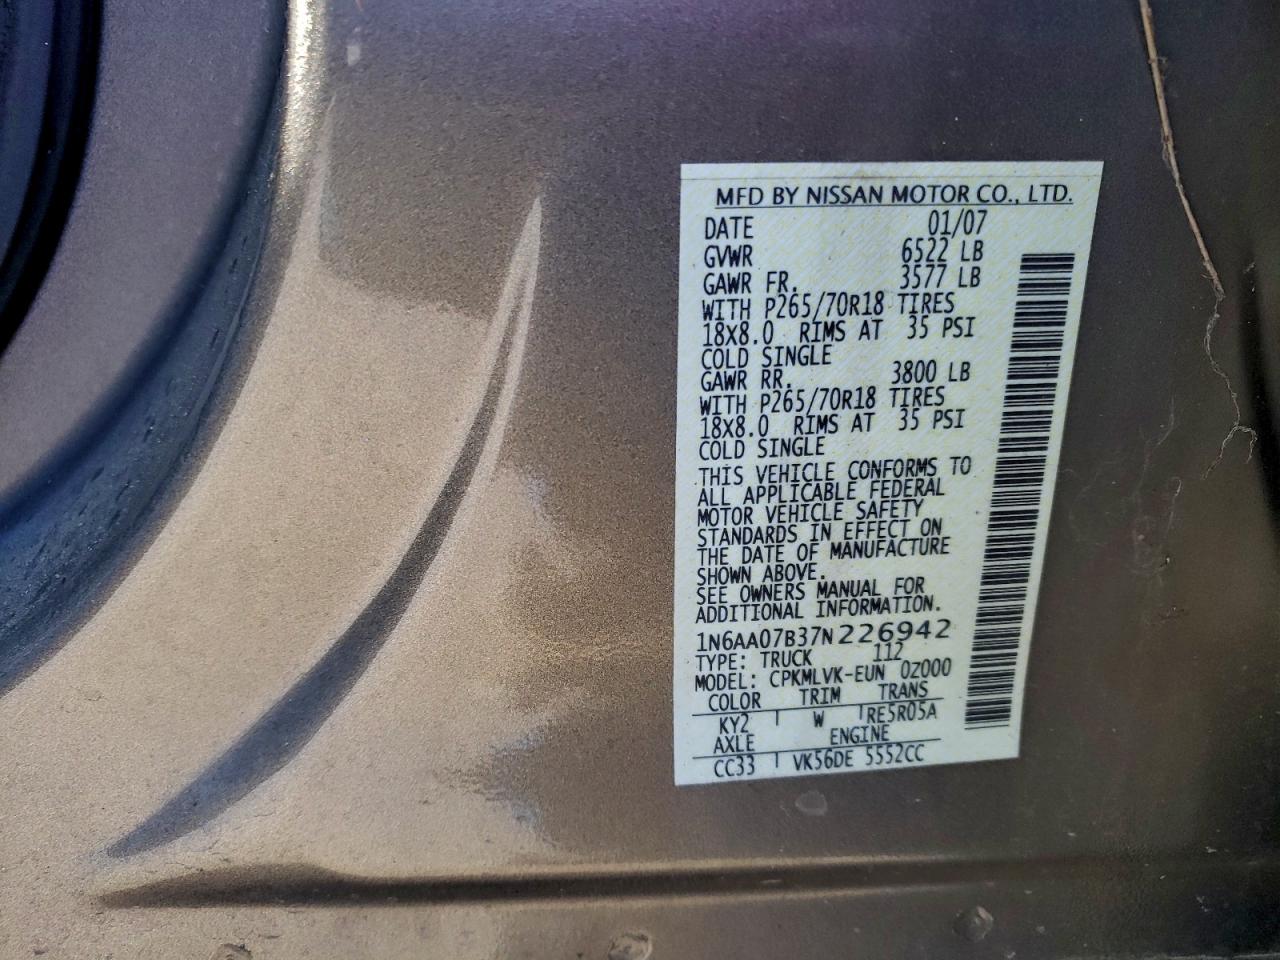 MFD BY NISSAN MOTOR CO., LTD.
DATE 01/07
GVWR 6522 LB
GAWR FR. 3577 LB
WITH P265/70R18 TIRES
18X8.0 RIMS AT 35 PSI
COLD SINGLE
GAWR RR. 3800 LB
WITH P265/70R18 TIRES
18X8.0 RIMS AT 35 PSI
COLD SINGLE
THIS VEHICLE CONFORMS TO
ALL APPLICABLE FEDERAL
MOTOR VEHICLE SAFETY
STANDARDS IN EFFECT ON
THE DATE OF MANUFACTURE
SHOWN ABOVE.
SEE OWNERS MANUAL FOR
ADDITIONAL INFORMATION.
1N6AA07B37N226942
TYPE: TRUCK 112
MODEL: CPKMLVK-EUN 0Z000
COLOR TRIM TRANS
KY2 W RE5R05A
AXLE ENGINE
CC33 VK56DE 5552CC